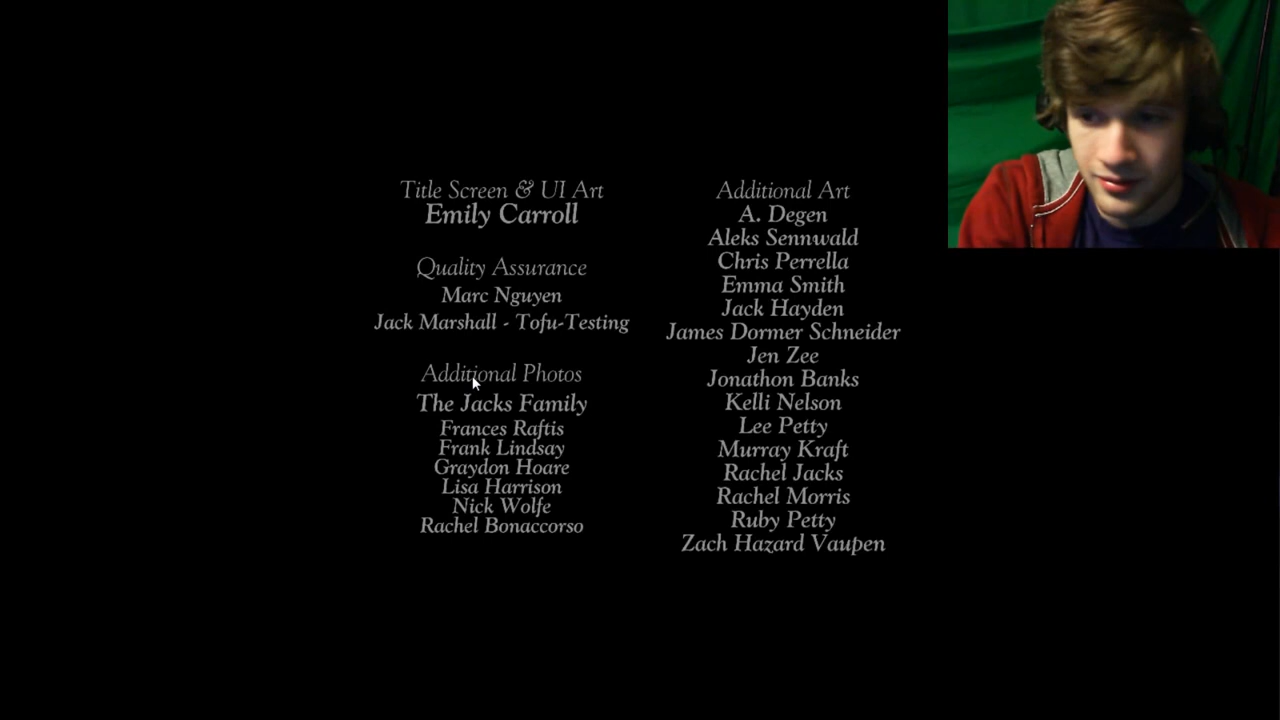 Title Screen & UI Art
Emily Carroll
Quality Assurance
Marc Nguyen
Jack Marshall - Tofu-Testing
Additional Photos
The Jacks Family
Frances Raftis
Frank Lindsay
Graydon Hoare
Lisa Harrison
Nick Wolfe
Rachel Bonaccorso
Additional Art
A. Degen
Aleks Sennwald
Chris Perrella
Emma Smith
Jack Hayden
James Dormer Schneider
Jen Zee
Jonathon Banks
Kelli Nelson
Lee Petty
Murray Kraft
Rachel Jacks
Rachel Morris
Ruby Petty
Zach Hazard Vaupen